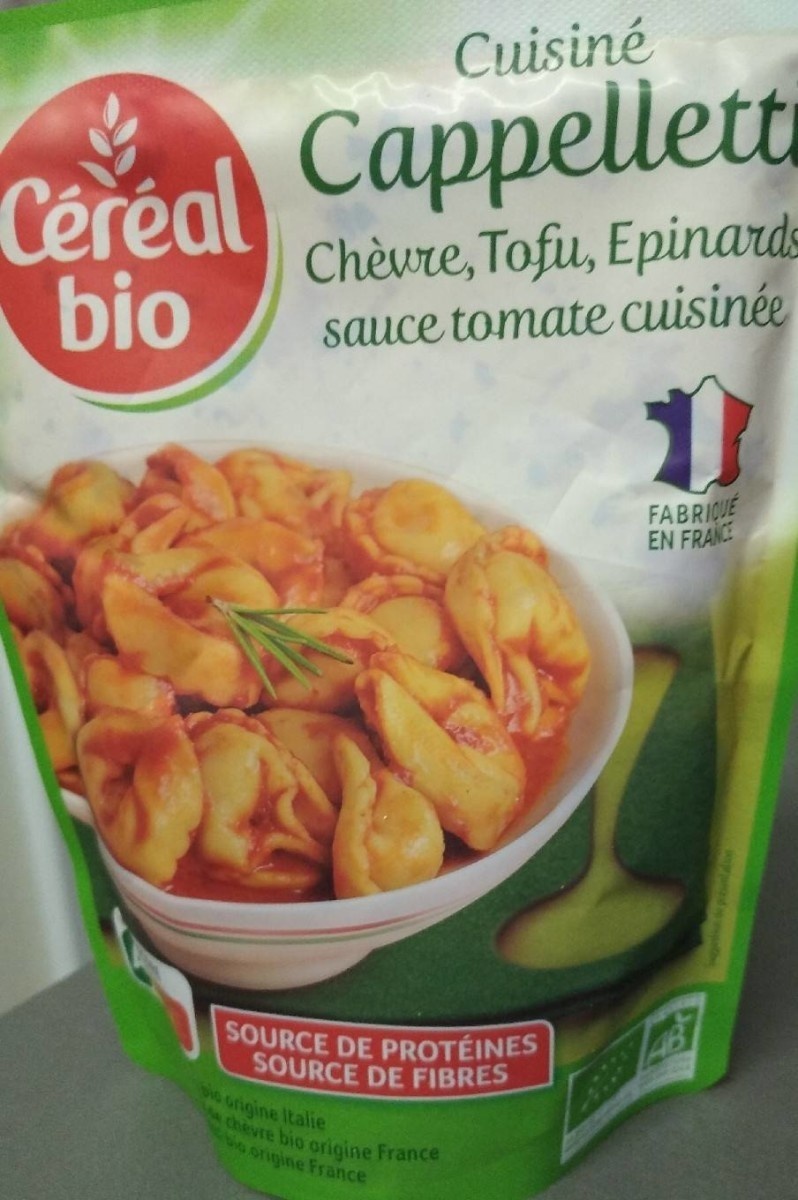 Cuisiné
Cappelletti
Céréal
bio
Chèvre, Tofu, Epinards
sauce tomate cuisinée
FABRIQUÉ
EN FRANCE
SOURCE DE PROTÉINES
SOURCE DE FIBRES
AB
bio origine Italie
chèvre bio origine France
bio origine France